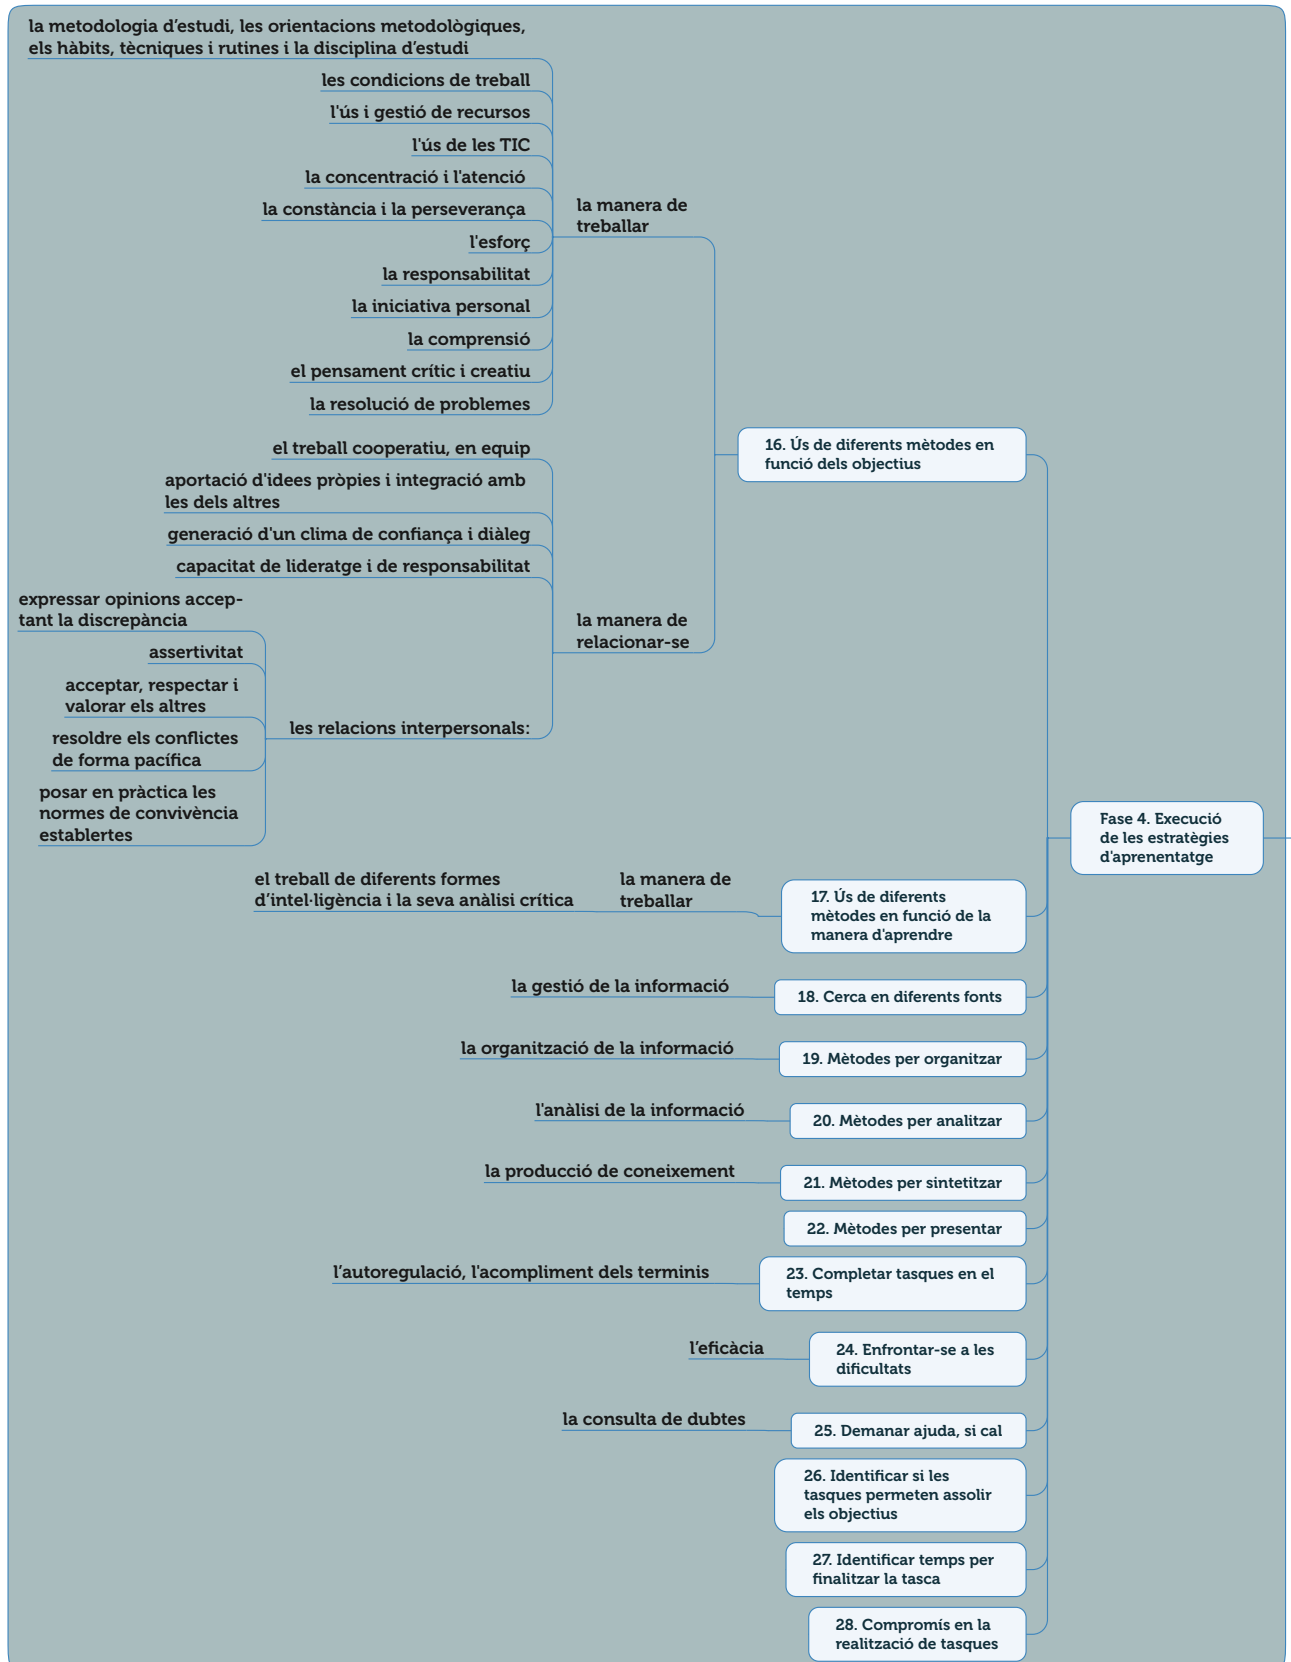 la metodologia d’estudi, les orientacions metodològiques,
els hàbits, tècniques i rutines i la disciplina d’estudi
les condicions de treball
l'ús i gestió de recursos
l'ús de les TIC
la concentració i l'atenció
la constància i la perseverança
l'esforç
la responsabilitat
la iniciativa personal
la comprensió
el pensament crític i creatiu
la resolució de problemes
la manera de
treballar
el treball cooperatiu, en equip
aportació d'idees pròpies i integració amb
les dels altres
generació d'un clima de confiança i diàleg
capacitat de lideratge i de responsabilitat
expressar opinions accep-
tant la discrepància
assertivitat
acceptar, respectar i
valorar els altres
resoldre els conflictes
de forma pacífica
posar en pràctica les
normes de convivència
establertes
les relacions interpersonals:
la manera de
relacionar-se
16. Ús de diferents mètodes en
funció dels objectius
Fase 4. Execució
de les estratègies
d'aprenentatge
el treball de diferents formes
d’intel·ligència i la seva anàlisi crítica
la manera de
treballar
17. Ús de diferents
mètodes en funció de la
manera d'aprendre
la gestió de la informació
18. Cerca en diferents fonts
la organització de la informació
19. Mètodes per organitzar
l'anàlisi de la informació
20. Mètodes per analitzar
la producció de coneixement
21. Mètodes per sintetitzar
22. Mètodes per presentar
l’autoregulació, l'acompliment dels terminis
23. Completar tasques en el
temps
l’eficàcia
24. Enfrontar-se a les
dificultats
la consulta de dubtes
25. Demanar ajuda, si cal
26. Identificar si les
tasques permeten assolir
els objectius
27. Identificar temps per
finalitzar la tasca
28. Compromís en la
realització de tasques